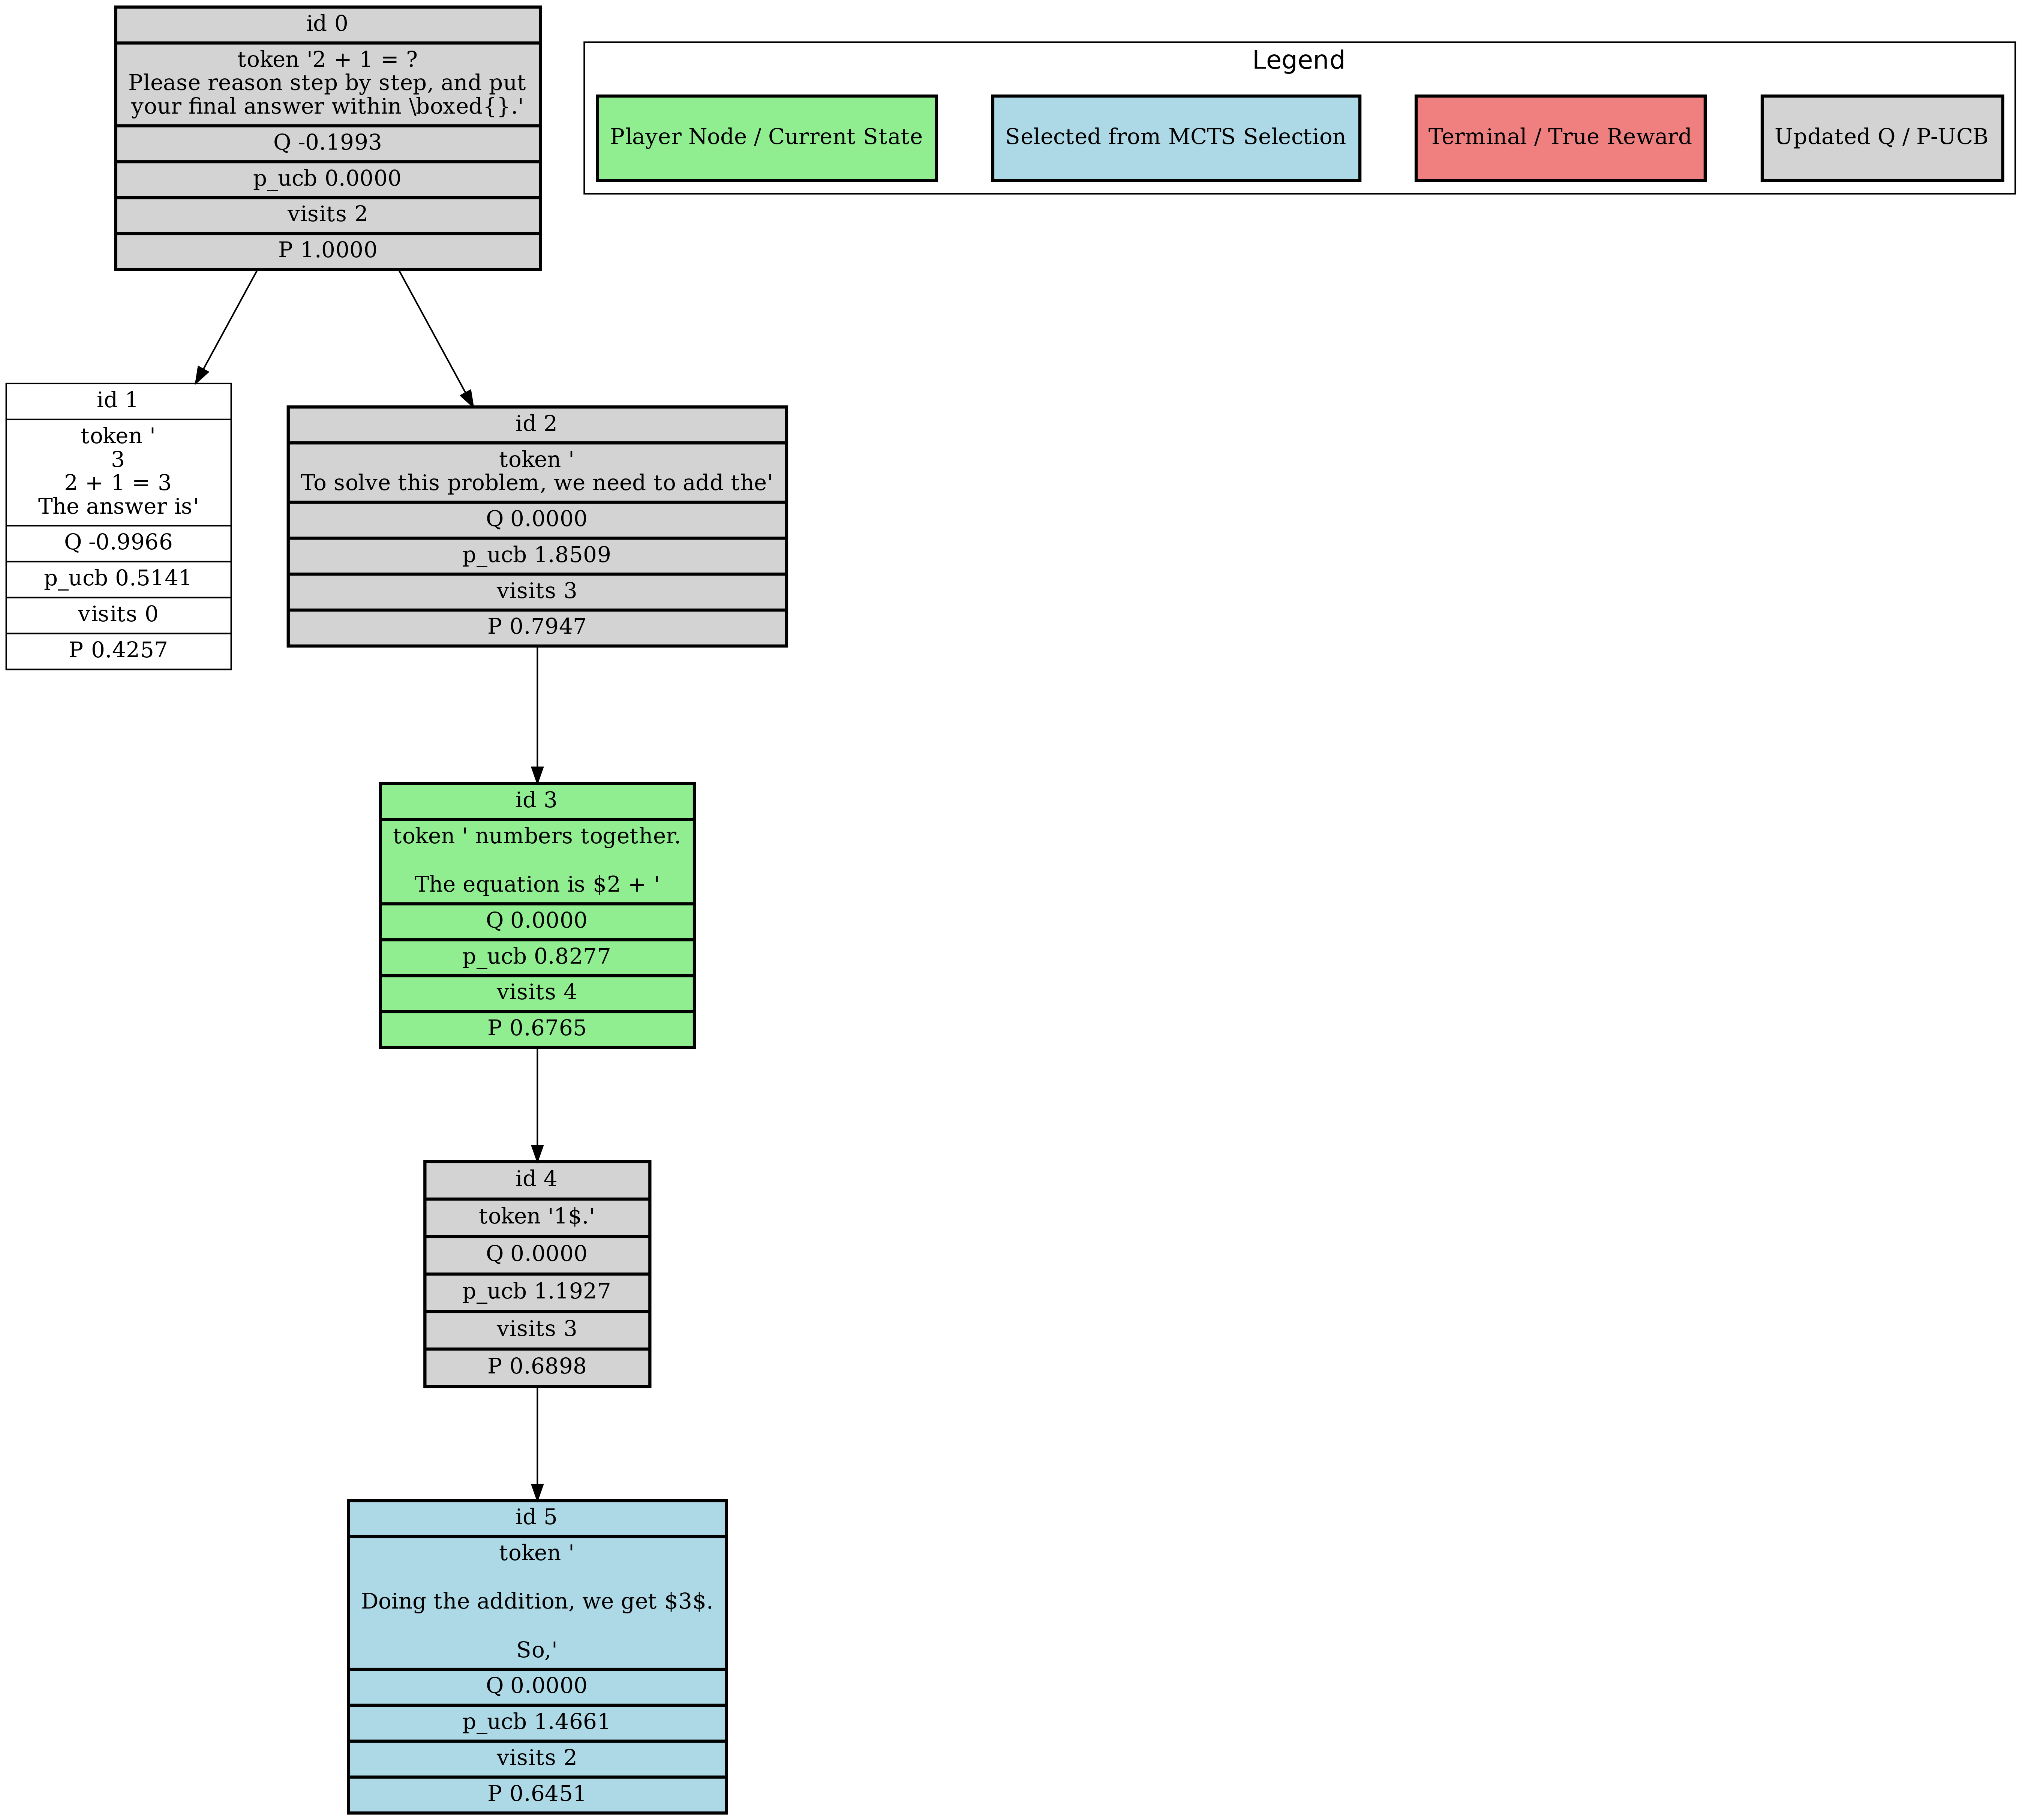 id 0
token '2 + 1 = ?
Please reason step by step, and put
your final answer within \boxed{}.'
Q -0.1993
p_ucb 0.0000
visits 2
P 1.0000
Legend
Player Node / Current State
Selected from MCTS Selection
Terminal / True Reward
Updated Q / P-UCB
id 1
token '
3
2 + 1 = 3
The answer is'
Q -0.9966
p_ucb 0.5141
visits 0
P 0.4257
id 2
token '
To solve this problem, we need to add the'
Q 0.0000
p_ucb 1.8509
visits 3
P 0.7947
id 3
token ' numbers together.
The equation is $2 + '
Q 0.0000
p_ucb 0.8277
visits 4
P 0.6765
id 4
token '1$.'
Q 0.0000
p_ucb 1.1927
visits 3
P 0.6898
id 5
token '
Doing the addition, we get $3$.
So,'
Q 0.0000
p_ucb 1.4661
visits 2
P 0.6451